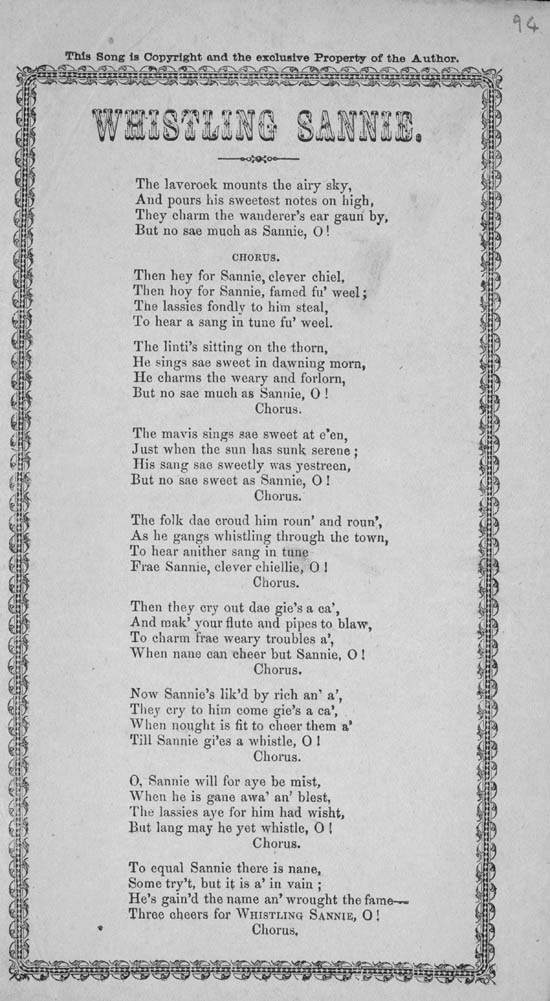 94
This Song is Copyright and the exclusive Property of the Author.
WHISTLING SANNIE.
The laverock mounts the airy sky,
And pours his sweetest notes on high,
They charm the wanderer's ear gaun by,
But no sae much as Sannie, O!
CHORUS.
Then hey for Sannie, clever chiel,
Then hoy for Sannie, famed fu' weel;
The lassies fondly to him steal,
To hear a sang in tune fu' weel.
The linti's sitting on the thorn,
He sings sae sweet in dawning morn,
He charms the weary and forlorn,
But no sae much as Sannie, O!
Chorus.
The mavis sings sae sweet at e'en,
Just when the sun has sunk serene;
His sang sae sweetly was yestreen,
But no sae sweet as Sannie, O!
Chorus.
The folk dae croud him roun' and roun',
As he gangs whistling through the town,
To hear anither sang in tune
Frae Sannie, clever chiellie, O!
Chorus.
Then they cry out dae gie's a ca',
And mak' your flute and pipes to blaw,
To charm frae weary troubles a',
When nane can cheer but Sannie, O!
Chorus.
Now Sannie's lik'd by rich an' a',
They cry to him come gie's a ca',
When nought is fit to cheer them a'
Till Sannie gi'es a whistle, O!
Chorus.
O, Sannie will for aye be mist,
When he is gane awa' an' blest,
The lassies aye for him had wisht,
But lang may he yet whistle, O!
Chorus.
To equal Sannie there is nane,
Some try't, but it is a' in vain;
He's gain'd the name an' wrought the fame—
Three cheers for WHISTLING SANNIE, O!
Chorus.